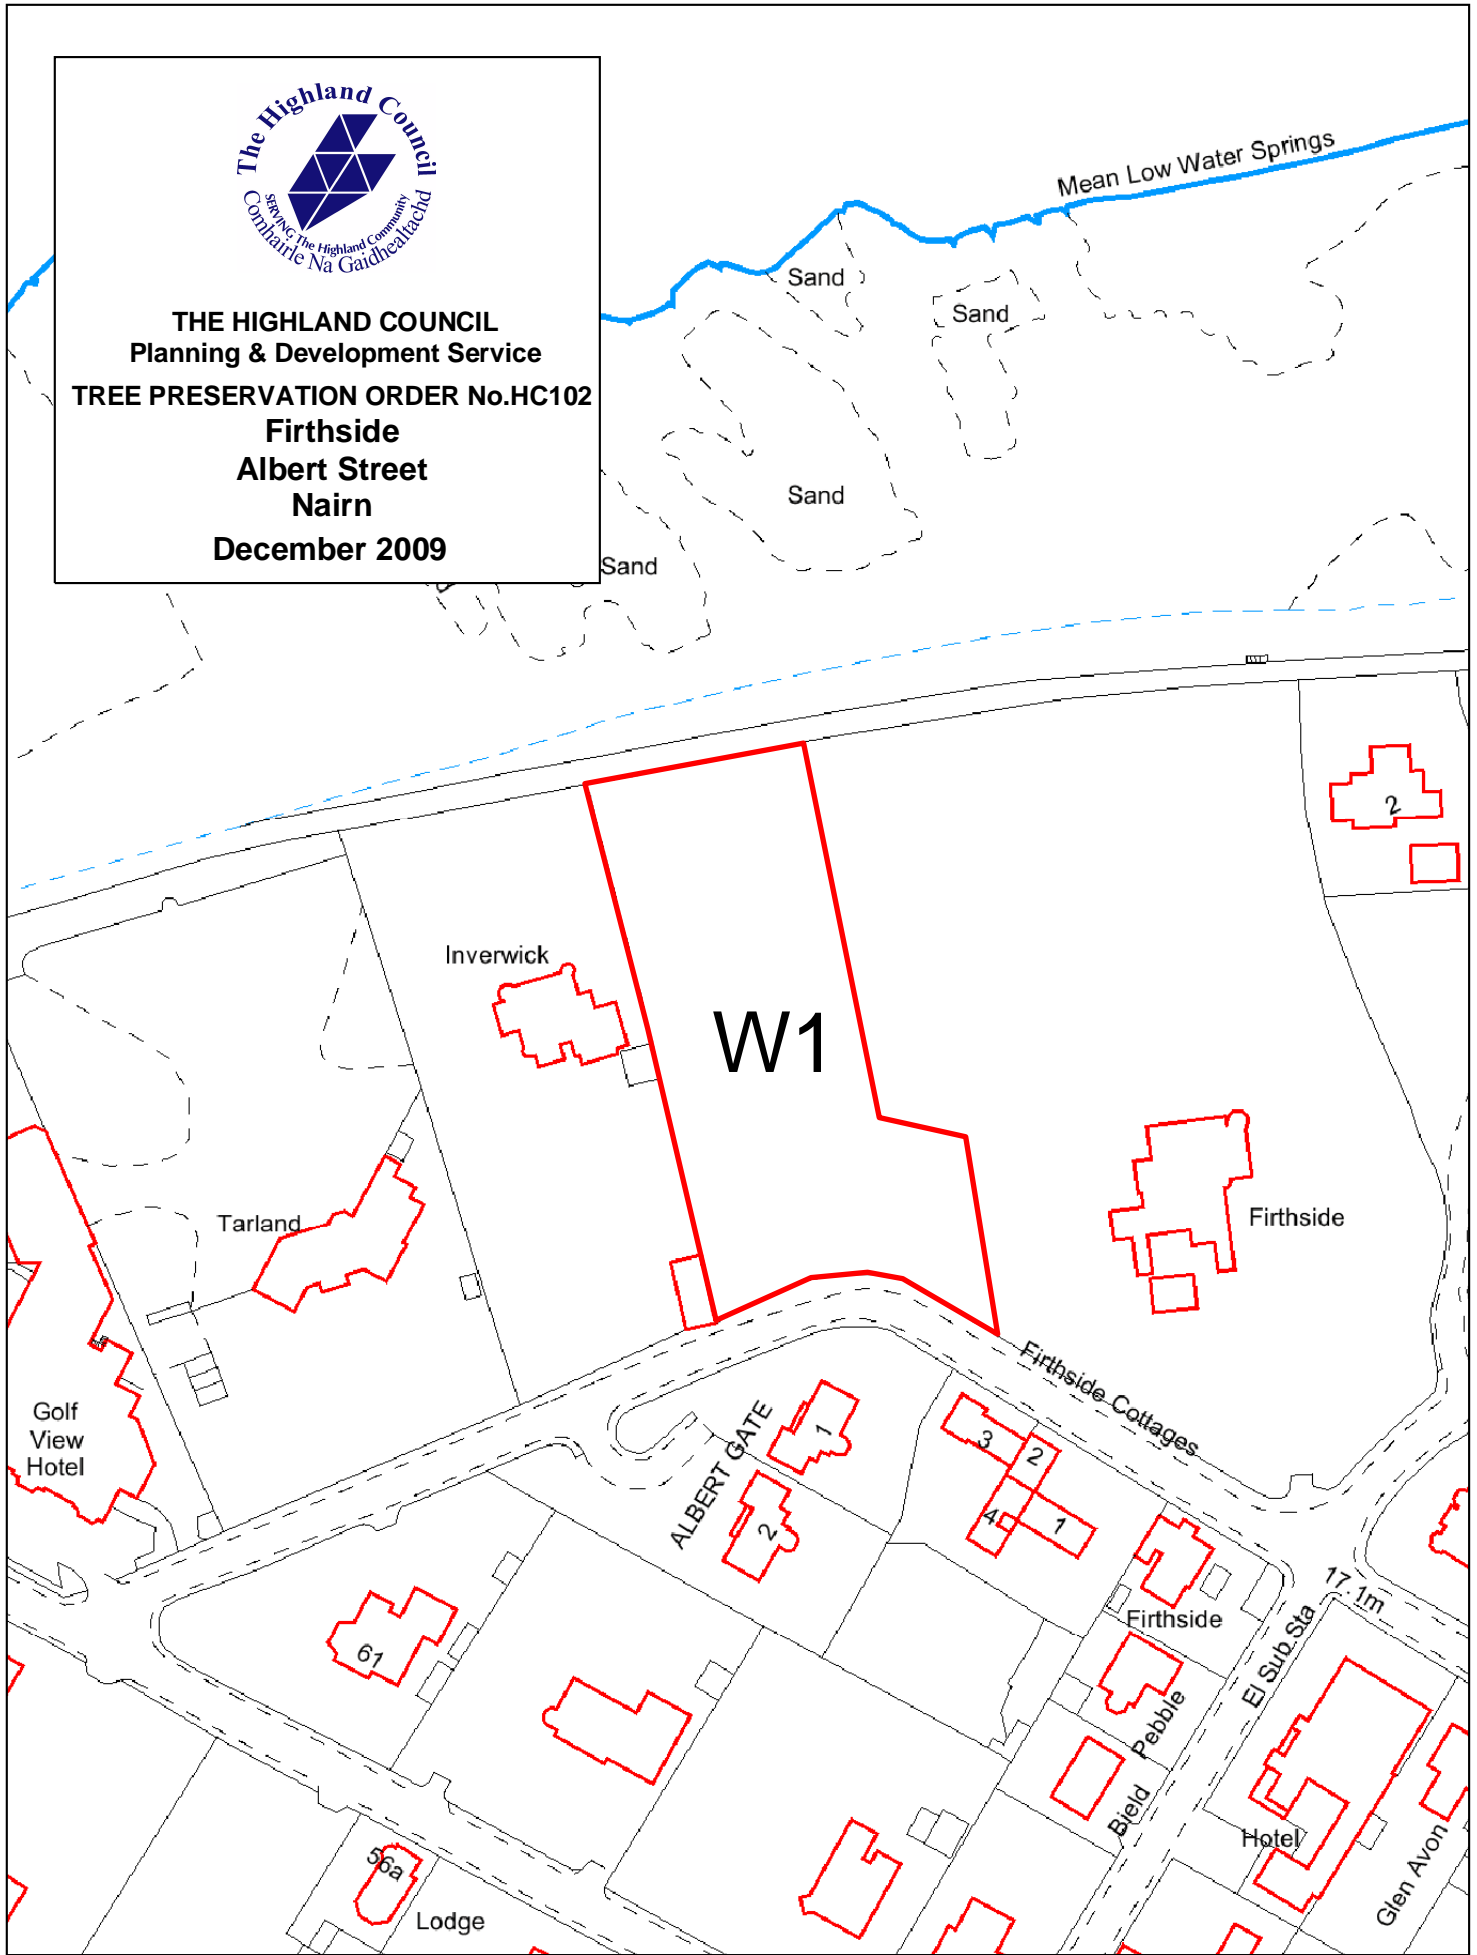 The Highland Council
SERVING The Highland Community
Comhairle Na Gaidhealtachd
THE HIGHLAND COUNCIL
Planning & Development Service
TREE PRESERVATION ORDER No.HC102
Firthside
Albert Street
Nairn
December 2009
Mean Low Water Springs
Sand
Sand
Sand
Sand
2
Inverwick
W1
Tarland
Firthside
Golf
View
Hotel
Firthside Cottages
ALBERT GATE
1
2
3
2
4
1
17.1m
Firthside
El Sub Sta
61
Pebble
Bield
Hotel
Glen Avon
56a
Lodge